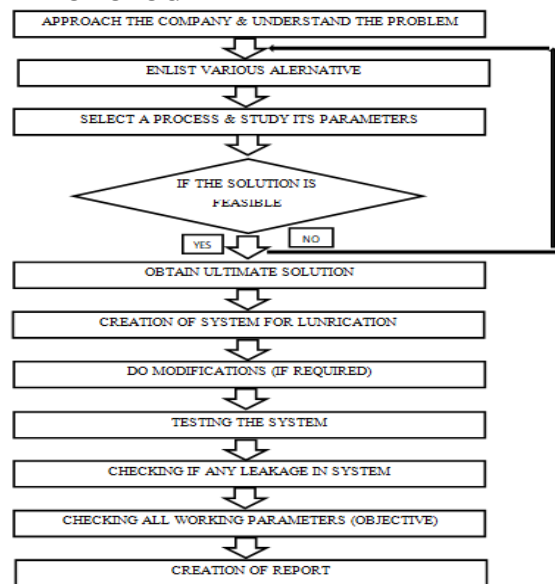 APPROACH THE COMPANY & UNDERSTAND THE PROBLEM
ENLIST VARIOUS ALERNATIVE
SELECT A PROCESS & STUDY ITS PARAMETERS
IF THE SOLUTION IS
FEASIBLE
YES
NO
OBTAIN ULTIMATE SOLUTION
CREATION OF SYSTEM FOR LUNRICATION
DO MODIFICATIONS (IF REQUIRED)
TESTING THE SYSTEM
CHECKING IF ANY LEAKAGE IN SYSTEM
CHECKING ALL WORKING PARAMETERS (OBJECTIVE)
CREATION OF REPORT